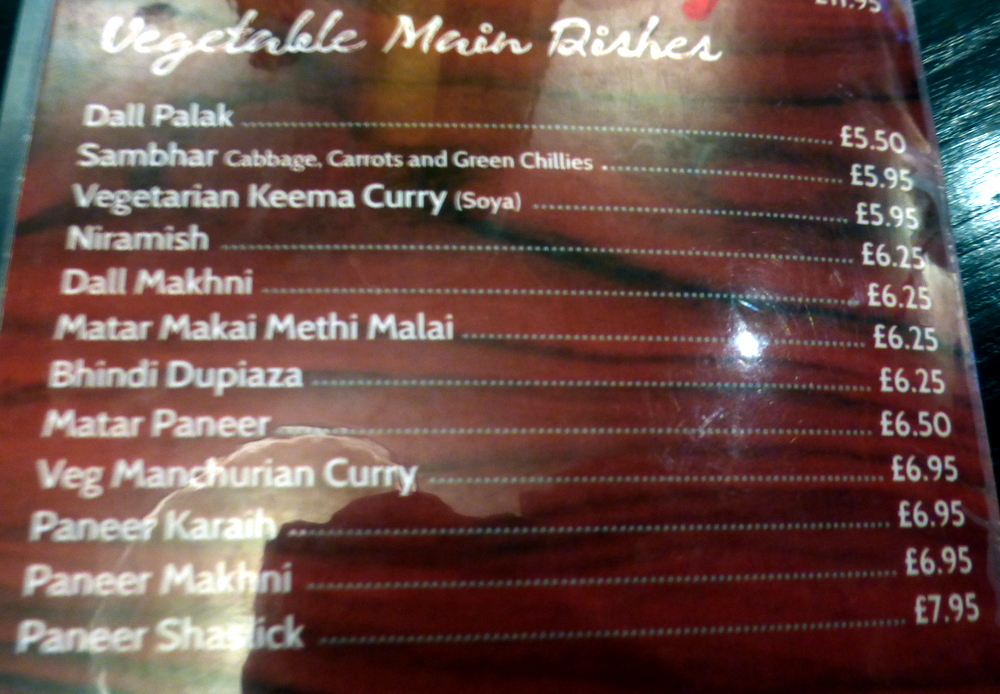 £11.95
Vegetable Main Dishes
Dall Palak £5.50
Sambhar Cabbage, Carrots and Green Chillies £5.95
Vegetarian Keema Curry (Soya) £5.95
Niramish £6.25
Dall Makhni £6.25
Matar Makai Methi Malai £6.25
Bhindi Dupiaza £6.25
Matar Paneer £6.50
Veg Manchurian Curry £6.95
Paneer Karaih £6.95
Paneer Makhni £6.95
Paneer Shaslick £7.95